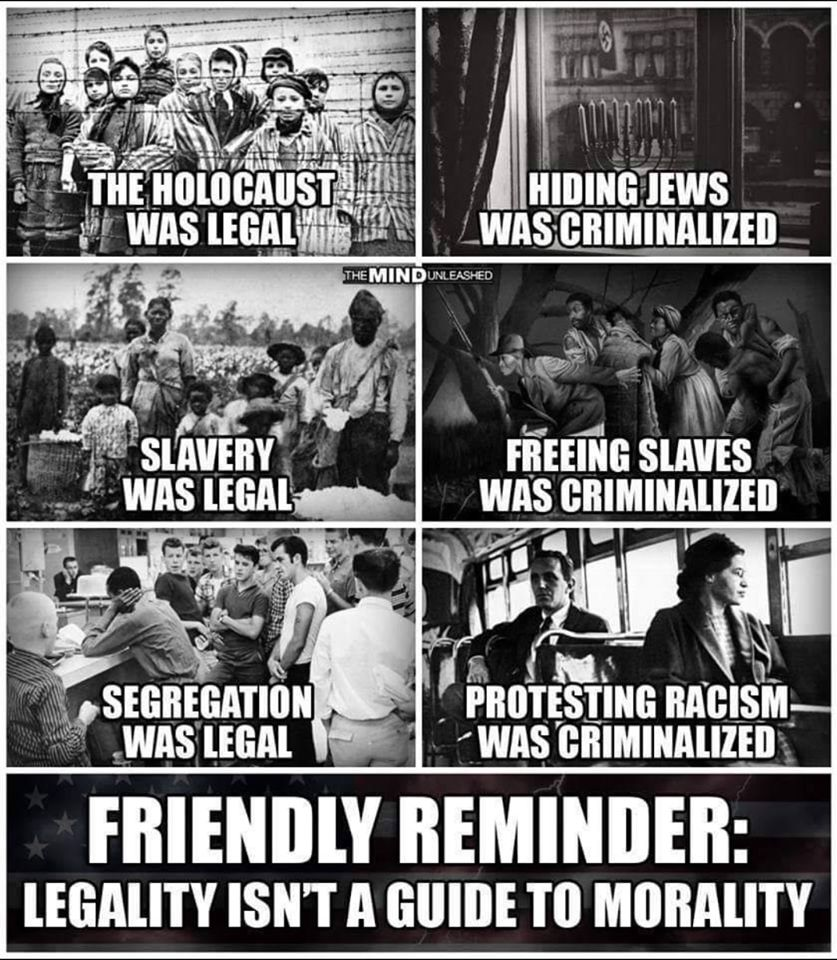 THE HOLOCAUST
WAS LEGAL
HIDING JEWS
WAS CRIMINALIZED
THE MIND UNLEASHED
SLAVERY
WAS LEGAL
FREEING SLAVES
WAS CRIMINALIZED
SEGREGATION
WAS LEGAL
PROTESTING RACISM
WAS CRIMINALIZED
FRIENDLY REMINDER:
LEGALITY ISN'T A GUIDE TO MORALITY